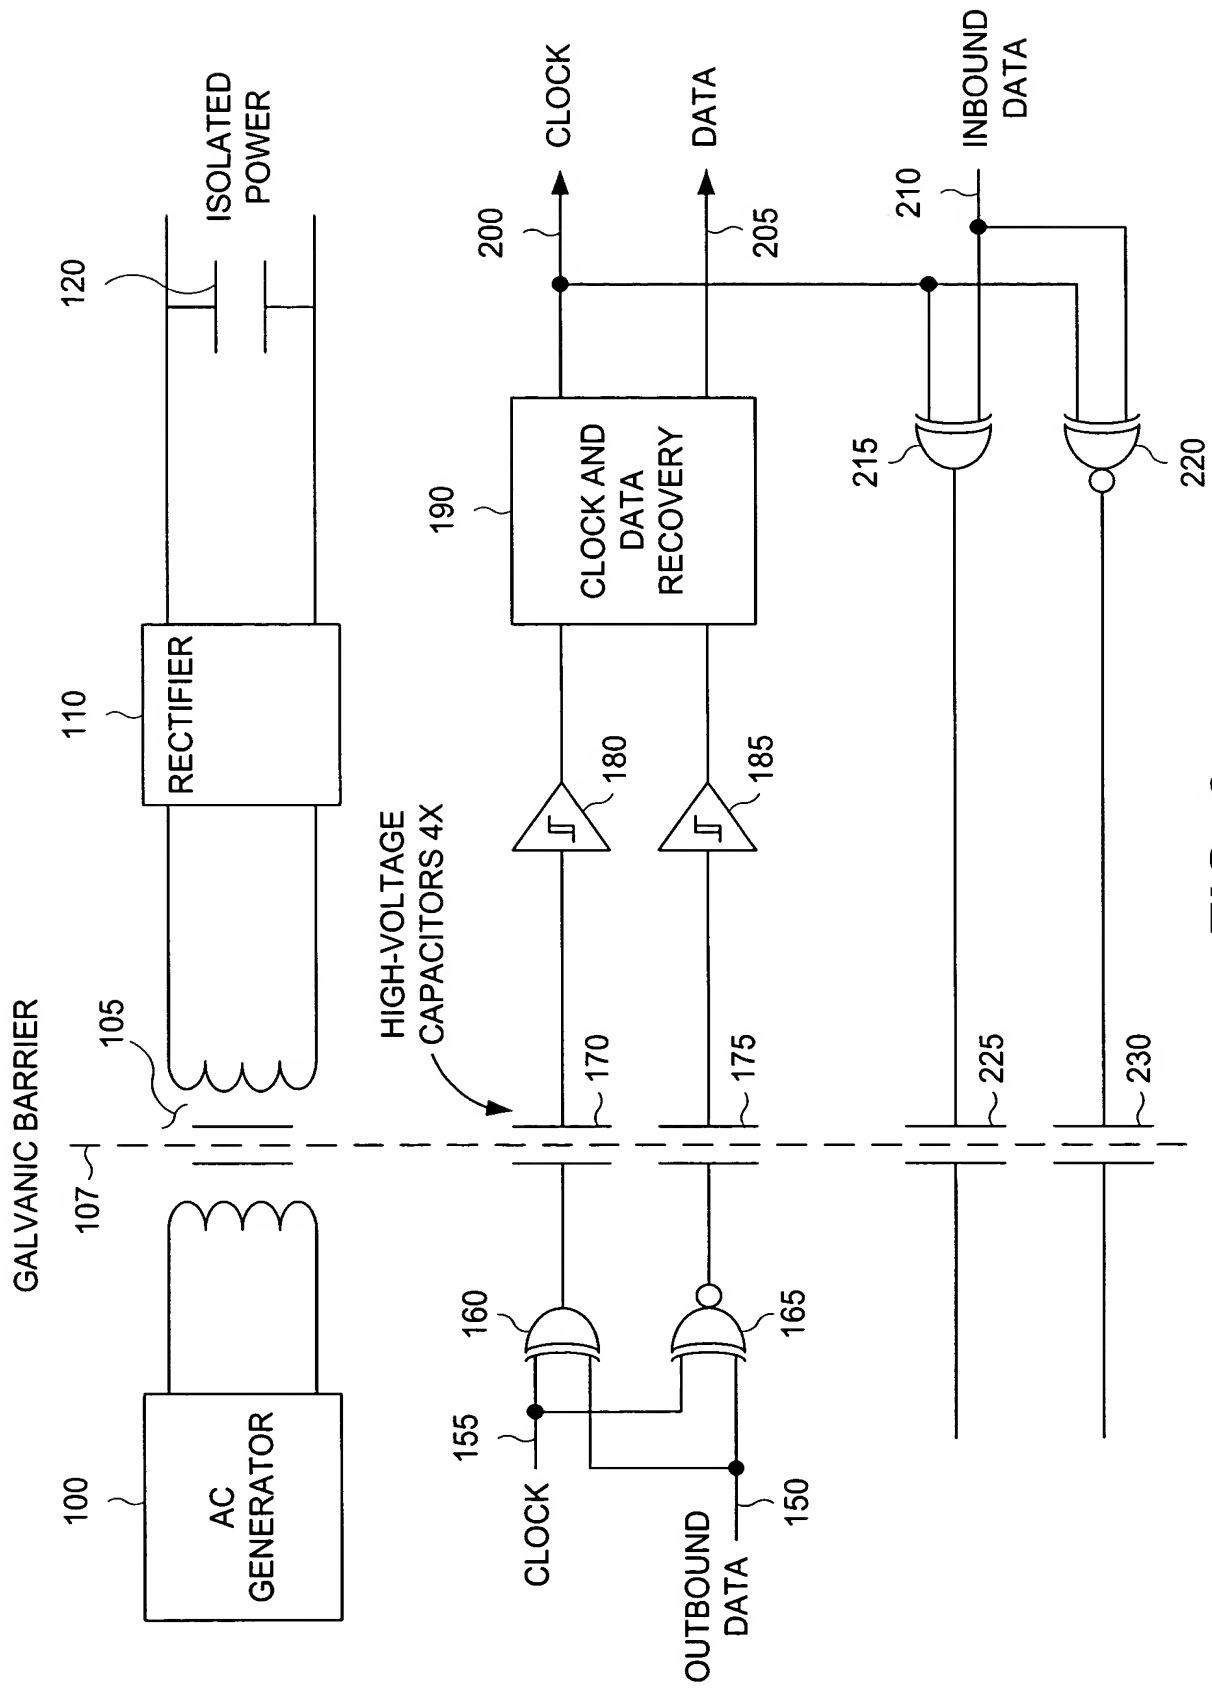 GALVANIC BARRIER
107
105
100
AC
GENERATOR
110
RECTIFIER
120
ISOLATED
POWER
HIGH-VOLTAGE
CAPACITORS 4X
CLOCK
155
160
OUTBOUND
DATA
150
165
170
175
180
185
190
CLOCK AND
DATA
RECOVERY
200
CLOCK
205
DATA
210
INBOUND
DATA
215
220
225
230